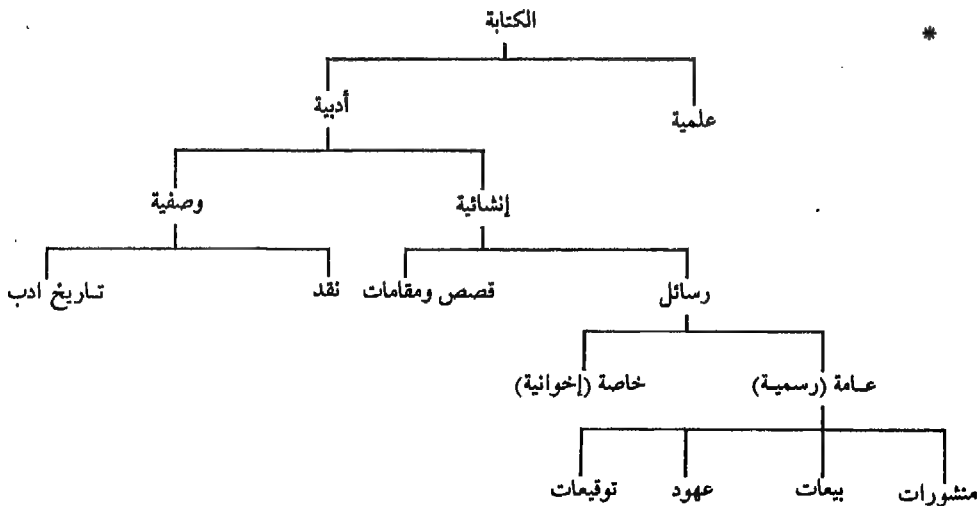 الكتابة
*
علمية
أدبية
إنشائية
وصفية
رسائل
قصص ومقامات
نقد
تاريخ ادب
عامة (رسمية)
خاصة (إخوانية)
منشورات
بيعات
عهود
توقيعات